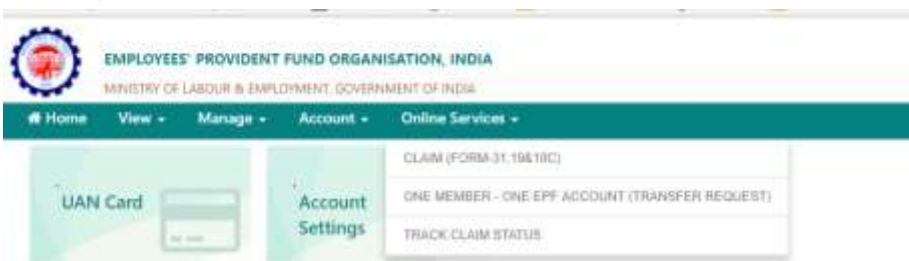 EMPLOYEES' PROVIDENT FUND ORGANISATION, INDIA
MINISTRY OF LABOUR & EMPLOYMENT, GOVERNMENT OF INDIA
Home View Manage Account Online Services
CLAIM (FORM-31,19&10C)
UAN Card
Account Settings
ONE MEMBER - ONE EPF ACCOUNT (TRANSFER REQUEST)
TRACK CLAIM STATUS